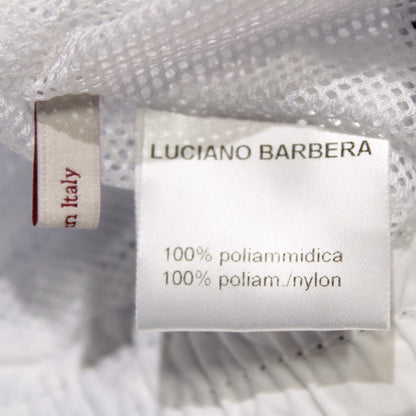 LUCIANO BARBERA
100% poliammidica
100% poliam./nylon
n Italy